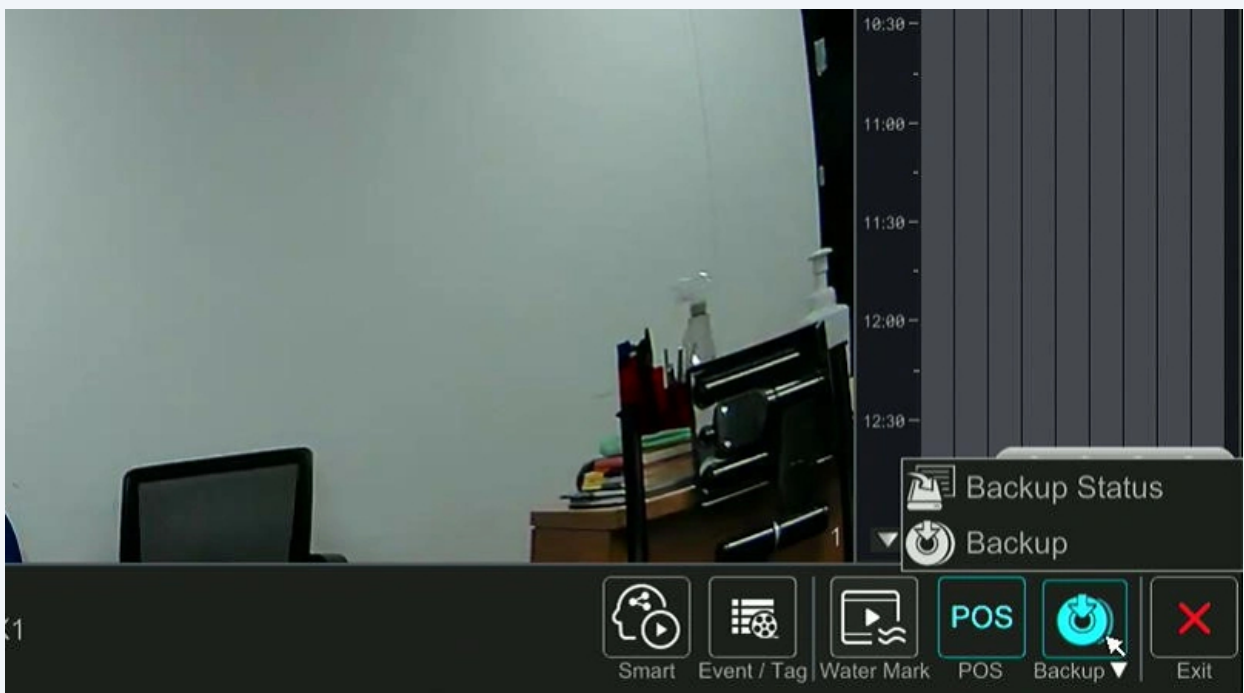 10:30
11:00
11:30
12:00
12:30
1
Backup Status
Backup
X1
POS
Smart
Event / Tag
Water Mark
POS
Backup
Exit